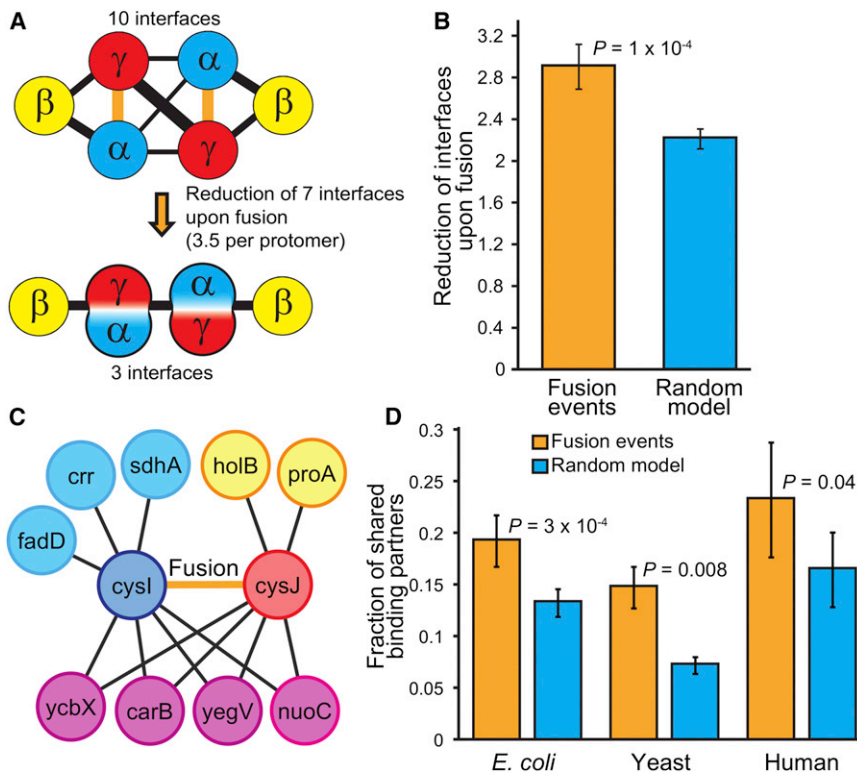 A
10 interfaces
γ
α
β
β
α
γ
Reduction of 7 interfaces
upon fusion
(3.5 per protomer)
β
γ
α
α
γ
β
3 interfaces
B
Reduction of interfaces
upon fusion
3.2
2.8
2.4
2
1.6
1.2
0.8
0.4
0
P = 1 x 10⁻⁴
Fusion
events
Random
model
C
crr
sdhA
holB
proA
fadD
Fusion
cysI
cysJ
ycbX
carB
yegV
nuoC
D
Fraction of shared
binding partners
0.3
0.25
0.2
0.15
0.1
0.05
0
Fusion events
Random model
P = 3 x 10⁻⁴
P = 0.008
P = 0.04
E. coli
Yeast
Human